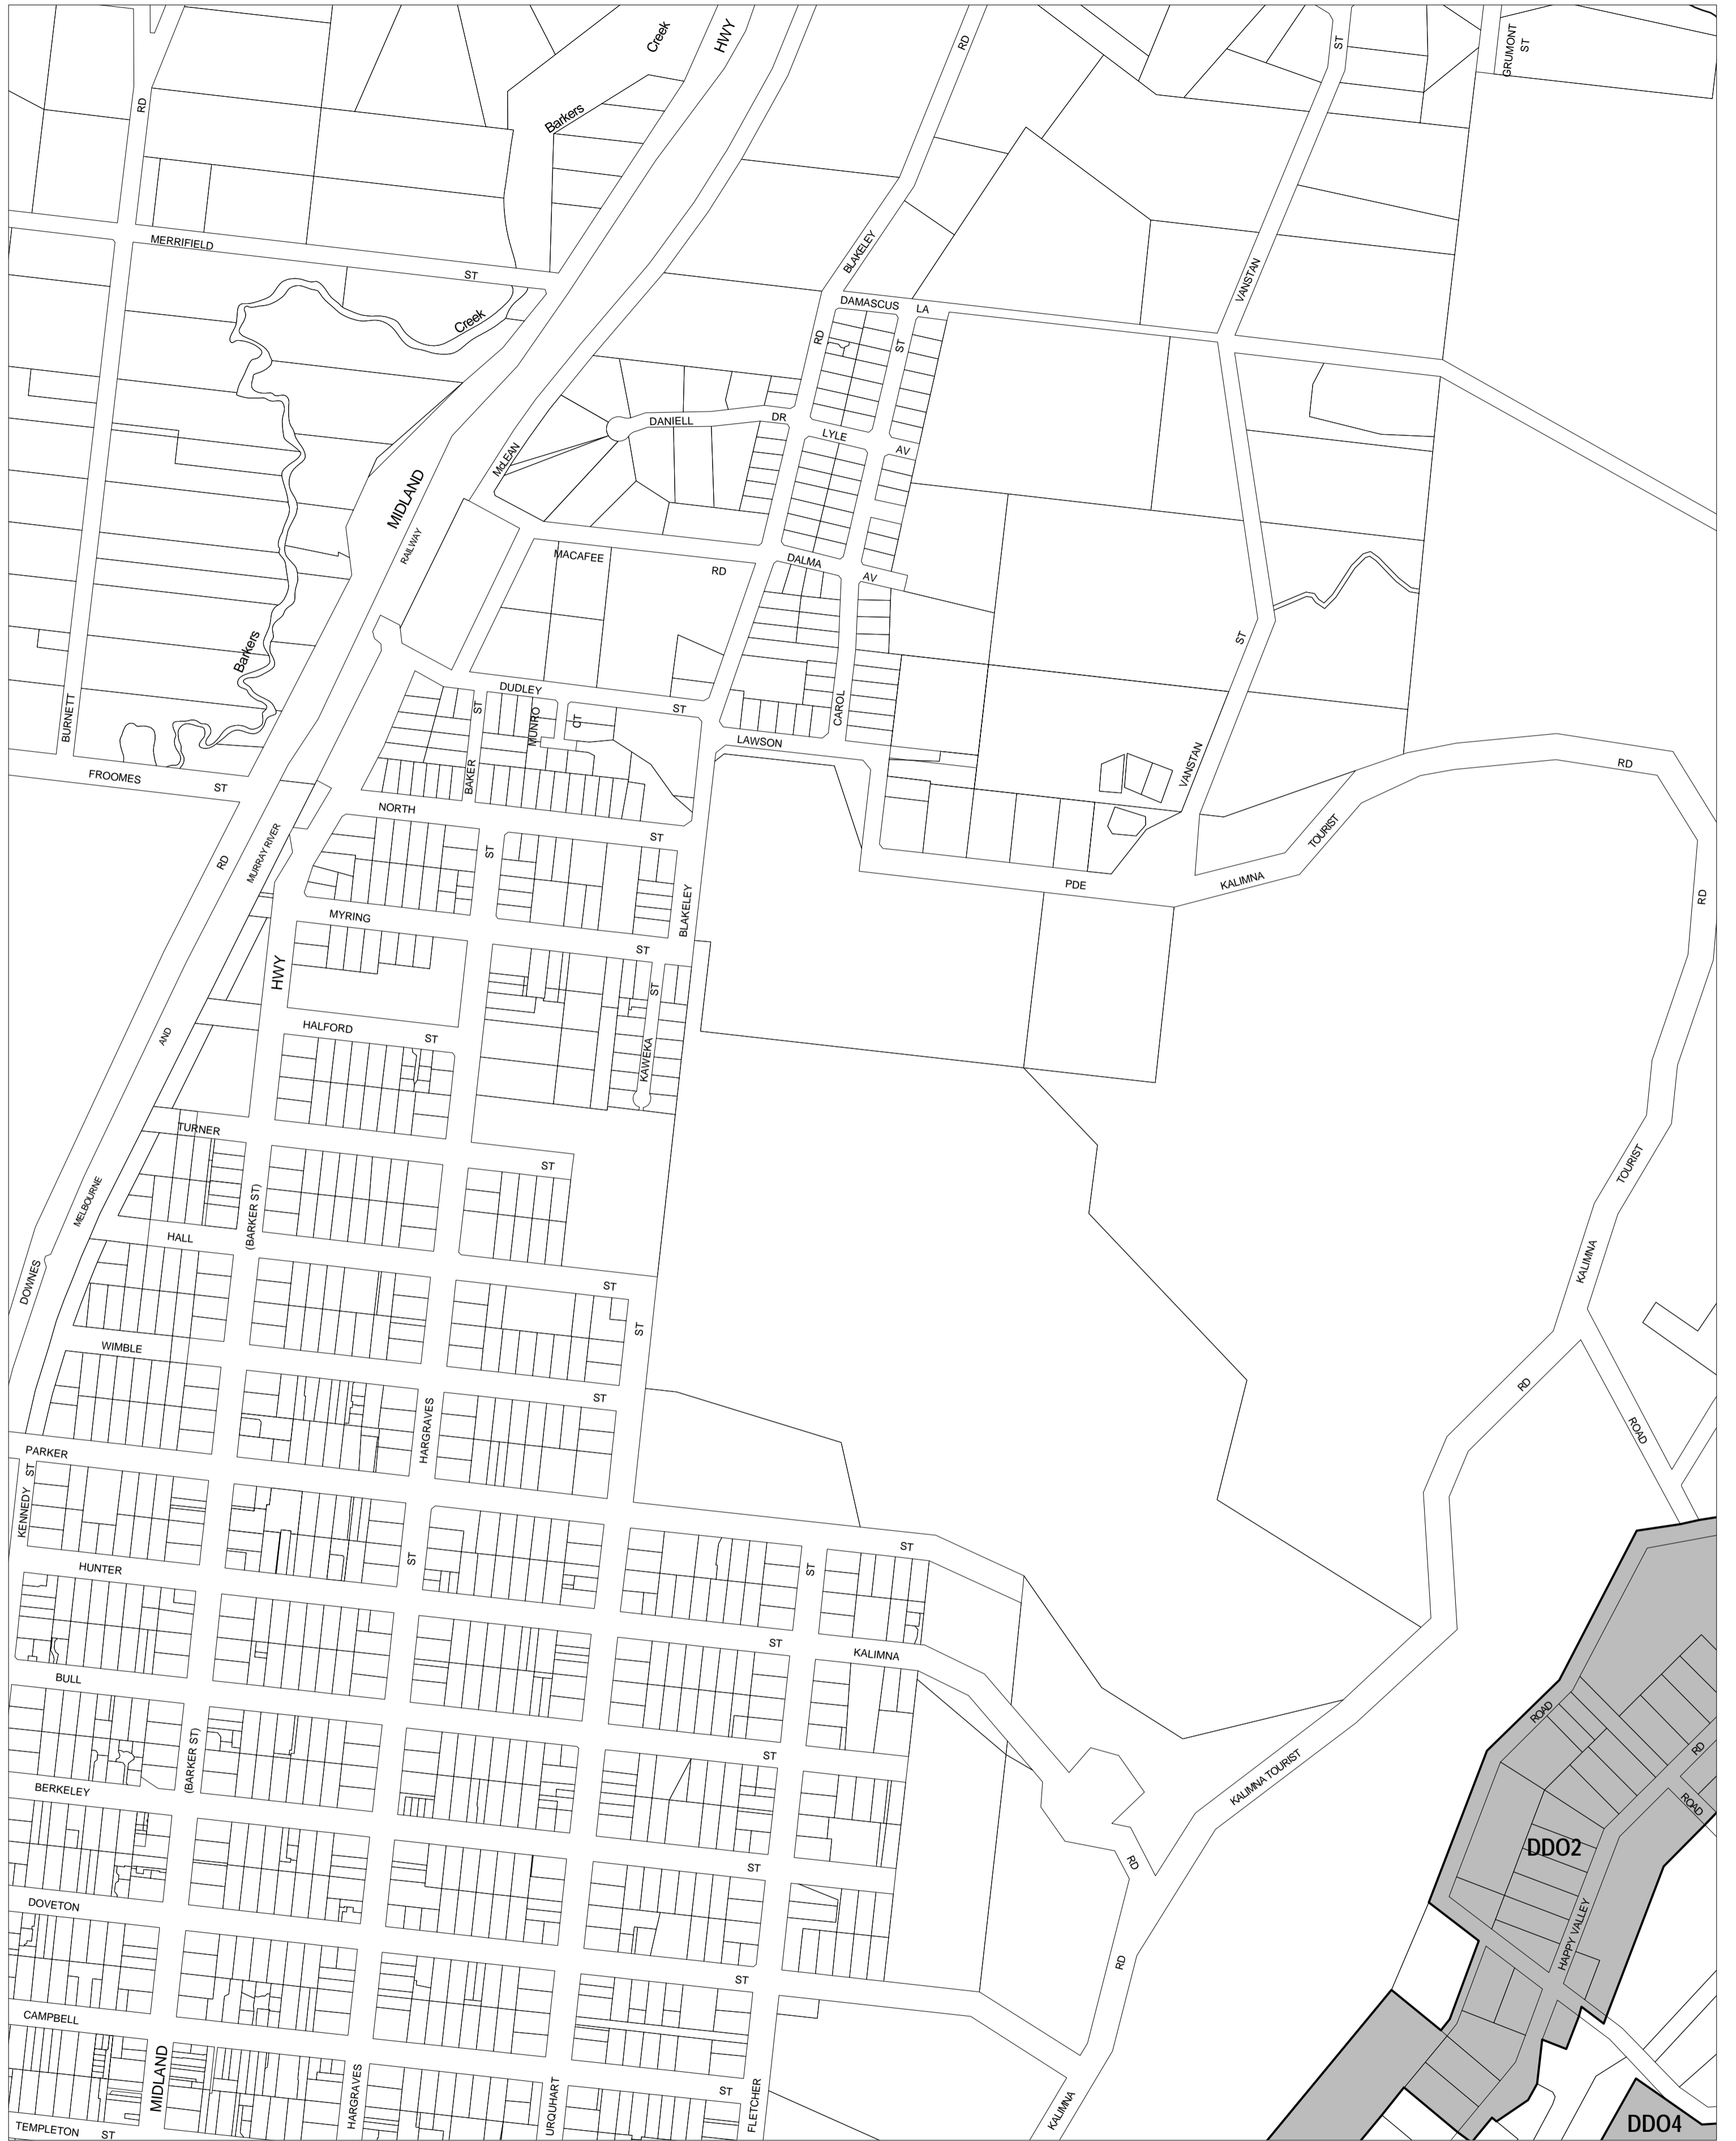 Creek
HWY
RD
ST
GRUMONT
ST
RD
Barkers
MERRIFIELD
ST
BLAKELEY
VANSTAN
Creek
DAMASCUS
LA
RD
ST
DANIELL
DR
LYLE
AV
McLEAN
MIDLAND
RAILWAY
MACAFEE
RD
DALMA
AV
Barkers
ST
BURNETT
DUDLEY
ST
ST
MUNRO
CT
CAROL
LAWSON
BAKER
VANSTAN
RD
FROOMES
ST
NORTH
ST
TOURIST
MURRAY RIVER
RD
ST
PDE
KALIMNA
RD
BLAKELEY
MYRING
ST
HWY
ST
HALFORD
ST
AND
KAWEKA
TURNER
ST
TOURIST
MELBOURNE
(BARKER ST)
HALL
KALIMNA
DOWNES
ST
ST
WIMBLE
RD
ST
HARGRAVES
ROAD
PARKER
ST
KENNEDY
ST
ST
ST
HUNTER
ST
KALIMNA
BULL
ROAD
(BARKER ST)
ST
RD
KALIMNA TOURIST
BERKELEY
ROAD
DDO2
ST
RD
DOVETON
HAPPY VALLEY
RD
ST
CAMPBELL
MIDLAND
HARGRAVES
URQUHART
FLETCHER
ST
KALIMNA
DDO4
TEMPLETON
ST